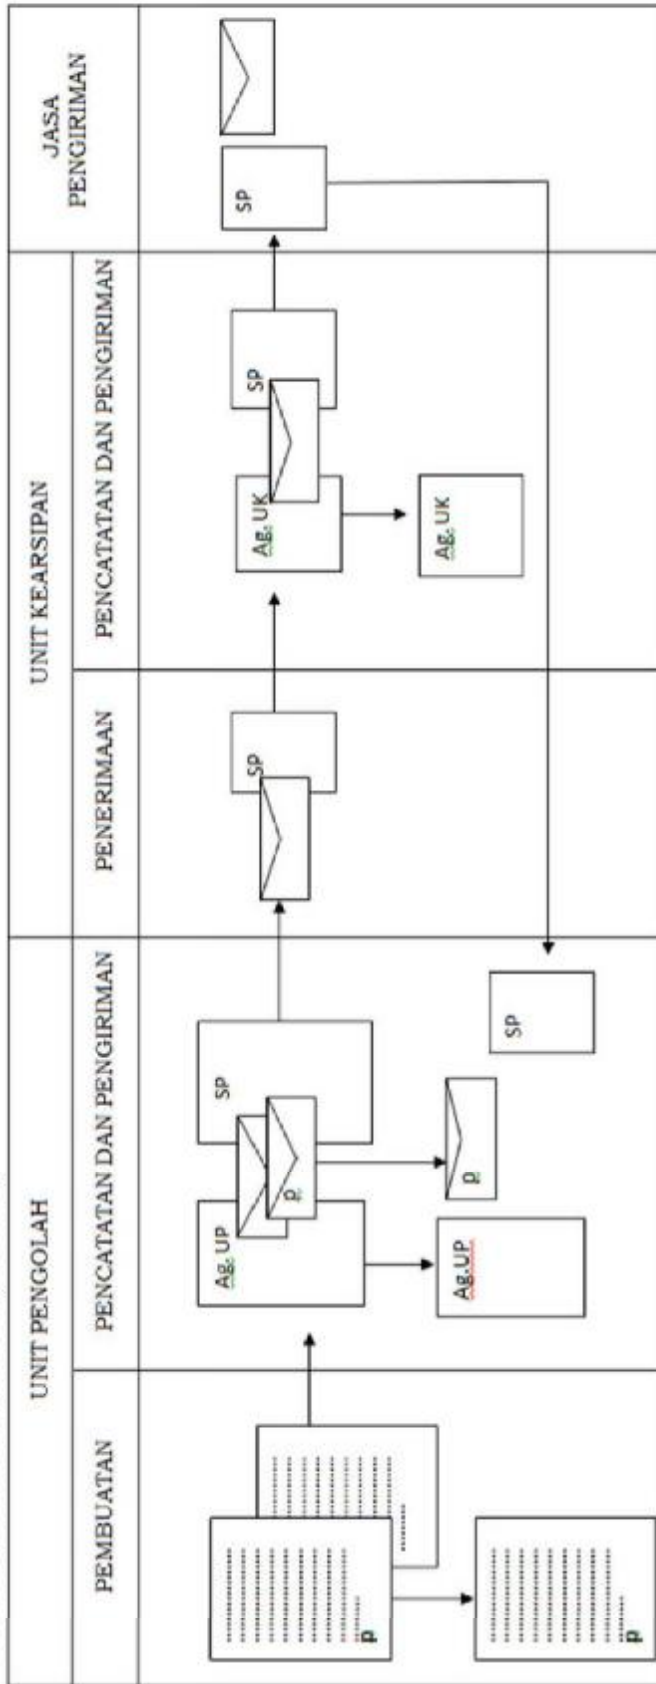 UNIT PENGOLAH
UNIT KEARSIPAN
JASA
PENGIRIMAN
PEMBUATAN
PENCATATAN DAN PENGIRIMAN
PENERIMAAN
PENCATATAN DAN PENGIRIMAN
p
p
Ag. UP
p
SP
Ag.UP
p
SP
SP
Ag. UK
SP
Ag. UK
SP